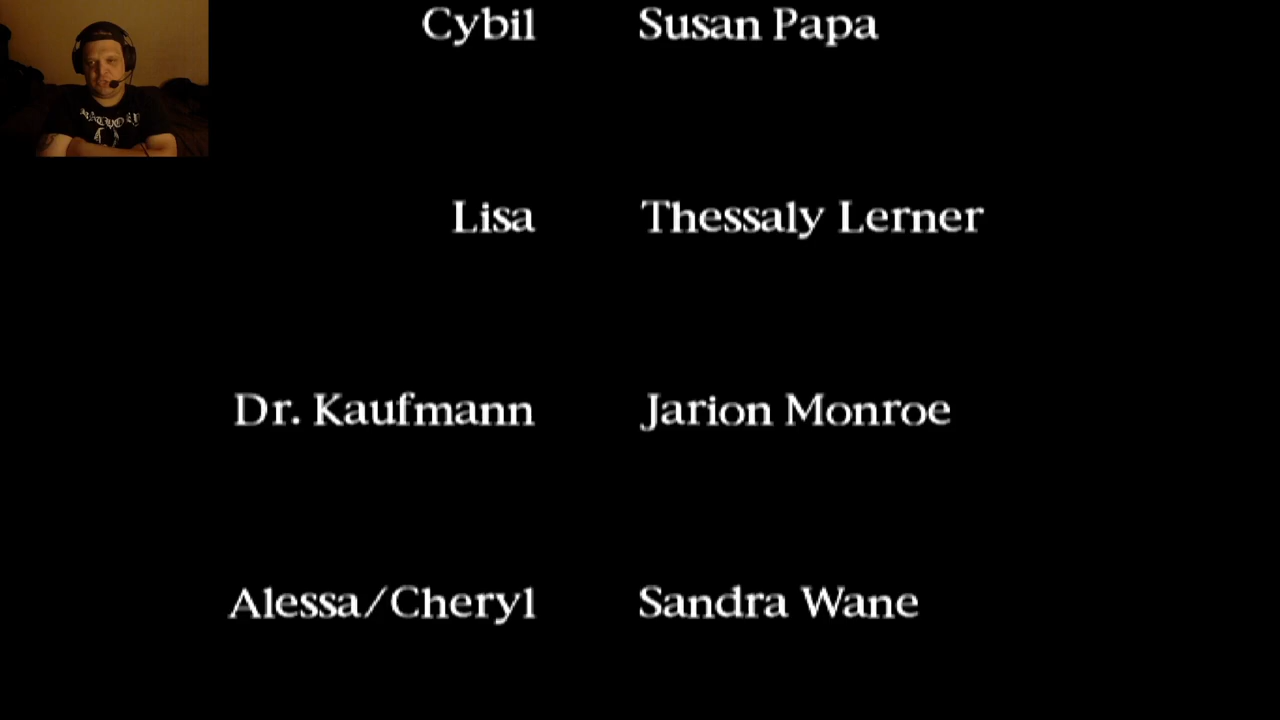 Cybil Susan Papa
Lisa Thessaly Lerner
Dr. Kaufmann Jarion Monroe
Alessa/Cheryl Sandra Wane